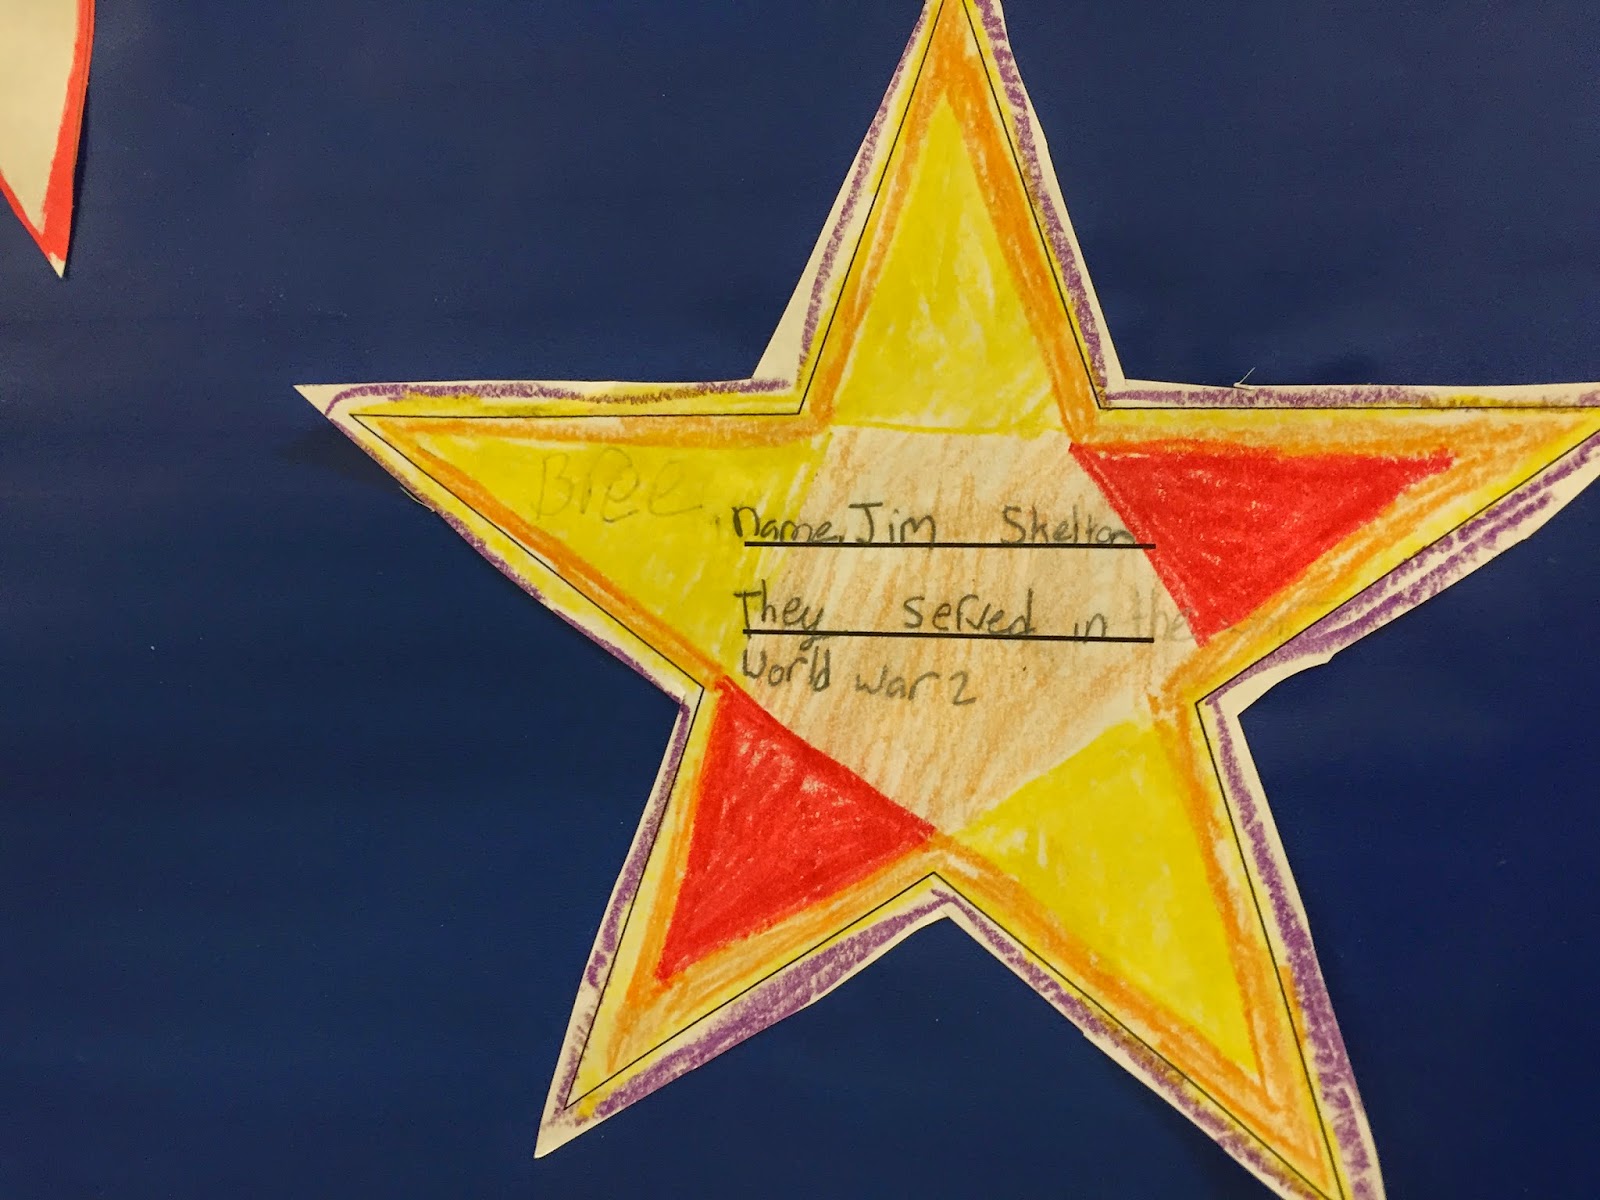 Bree
Name, Jim Skelton
They served in the
World war 2